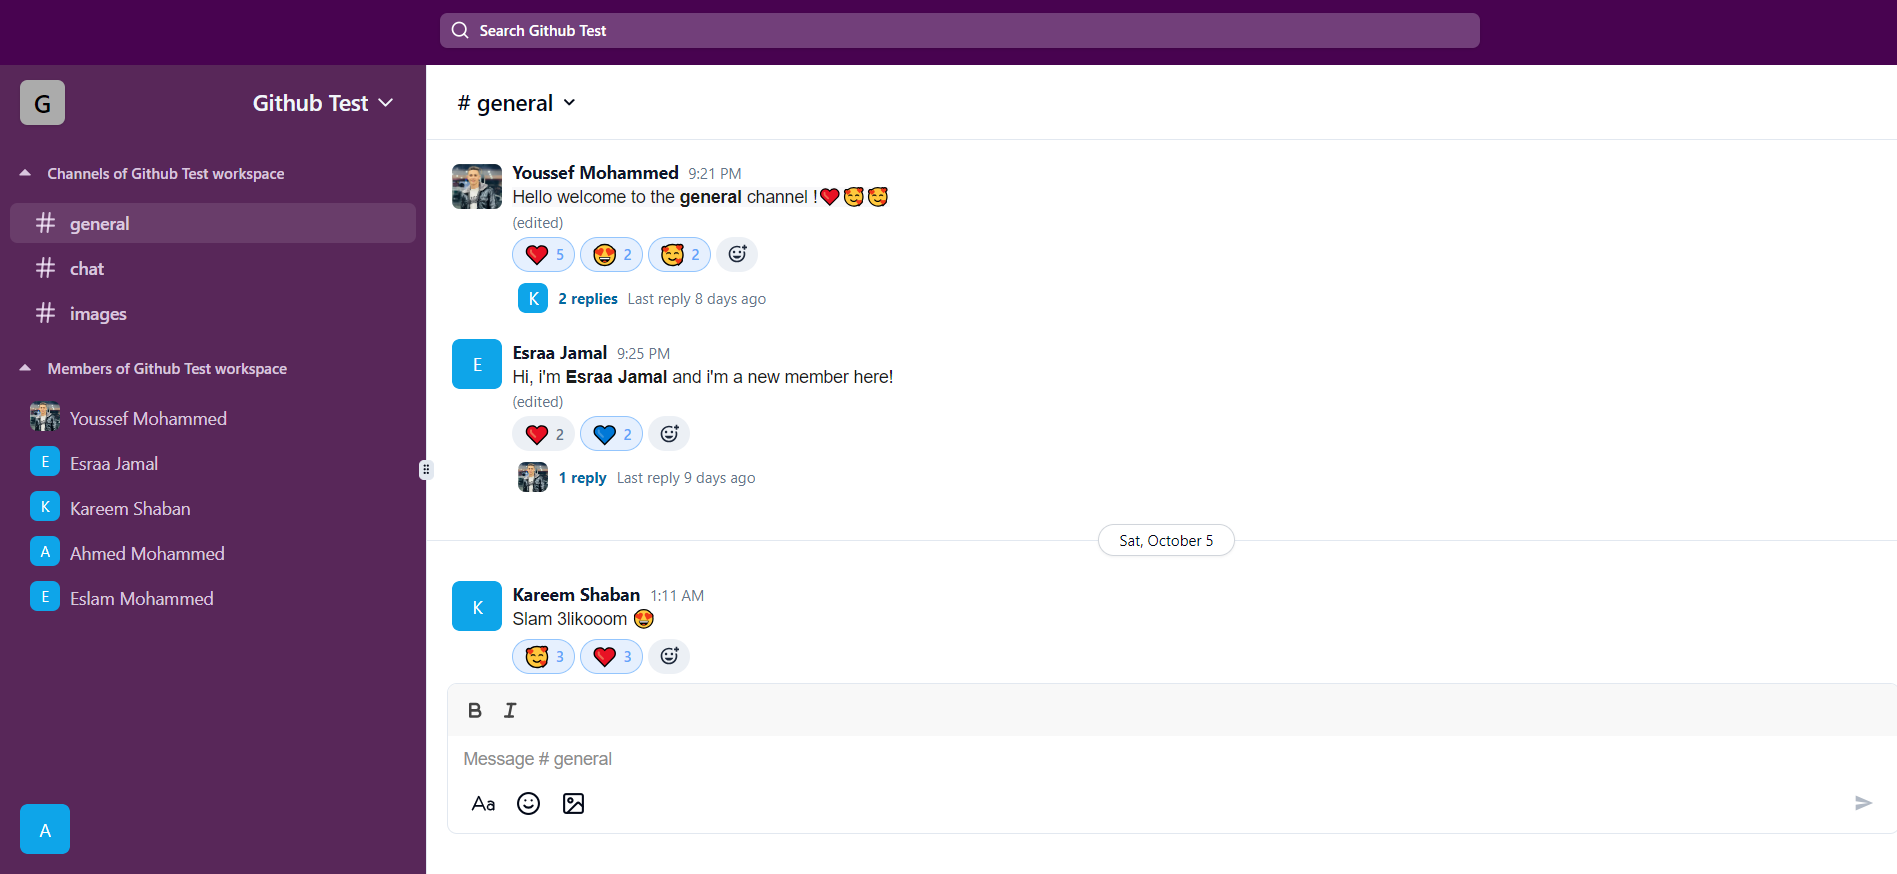 Search Github Test
G
Github Test
Channels of Github Test workspace
# general
# chat
# images
Members of Github Test workspace
Youssef Mohammed
E Esraa Jamal
K Kareem Shaban
A Ahmed Mohammed
E Eslam Mohammed
A
# general
Youssef Mohammed 9:21 PM
Hello welcome to the general channel !❤️🥰🥰
(edited)
❤️ 5 😍 2 🥰 2
K 2 replies Last reply 8 days ago
E
Esraa Jamal 9:25 PM
Hi, i'm Esraa Jamal and i'm a new member here!
(edited)
❤️ 2 💙 2
1 reply Last reply 9 days ago
Sat, October 5
K
Kareem Shaban 1:11 AM
Slam 3likooom 😍
🥰 3 ❤️ 3
B I
Message # general
Aa